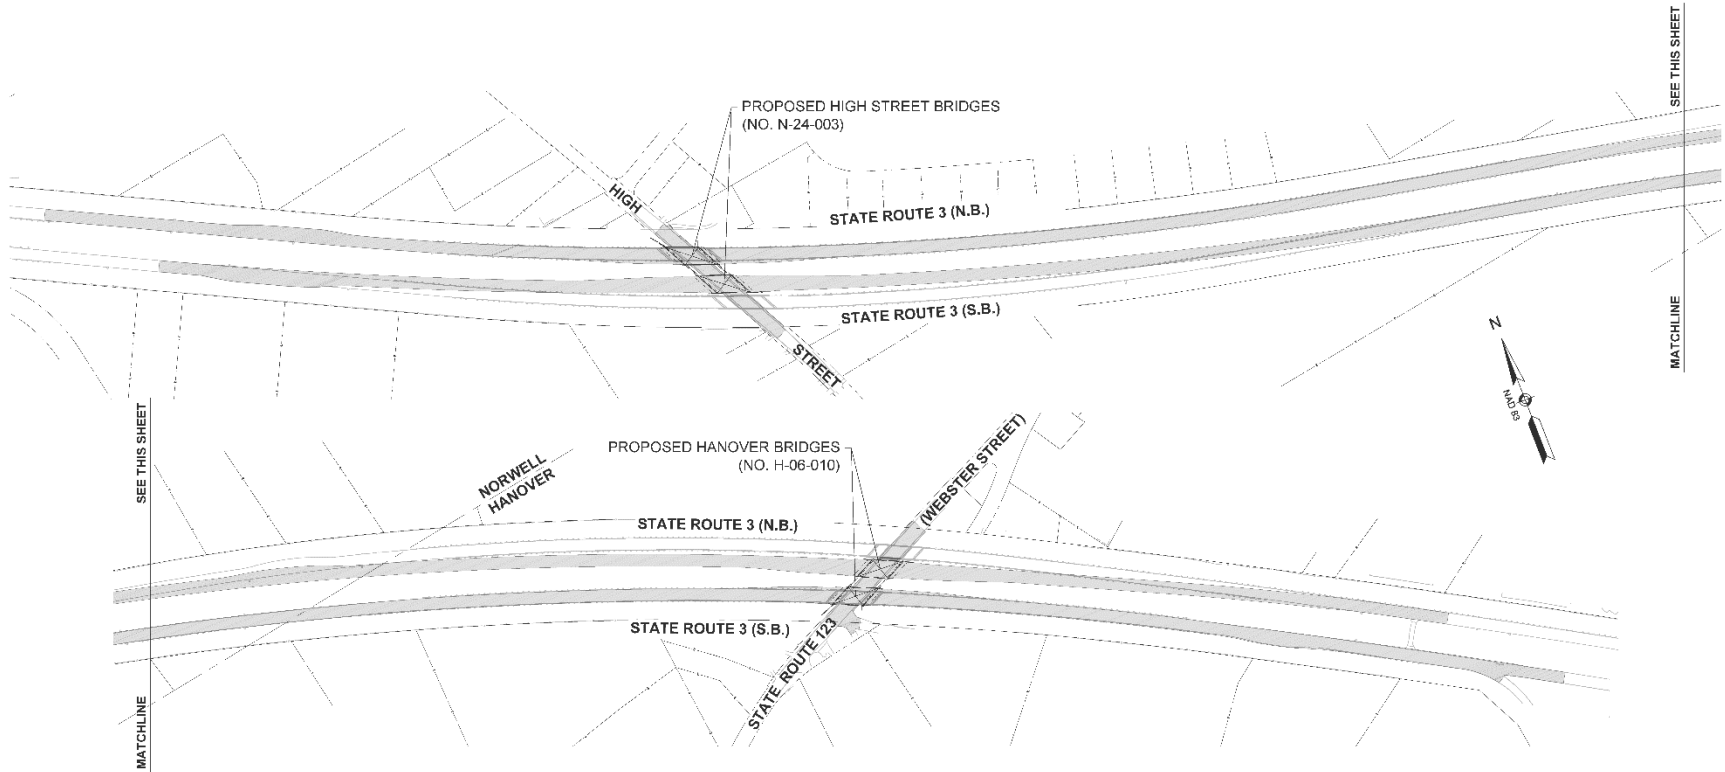 SEE THIS SHEET
MATCHLINE
PROPOSED HIGH STREET BRIDGES
(NO. N-24-003)
HIGH
STREET
STATE ROUTE 3 (N.B.)
STATE ROUTE 3 (S.B.)
N
NAD 83
SEE THIS SHEET
MATCHLINE
NORWELL
HANOVER
PROPOSED HANOVER BRIDGES
(NO. H-06-010)
STATE ROUTE 3 (N.B.)
STATE ROUTE 3 (S.B.)
STATE ROUTE 123
(WEBSTER STREET)